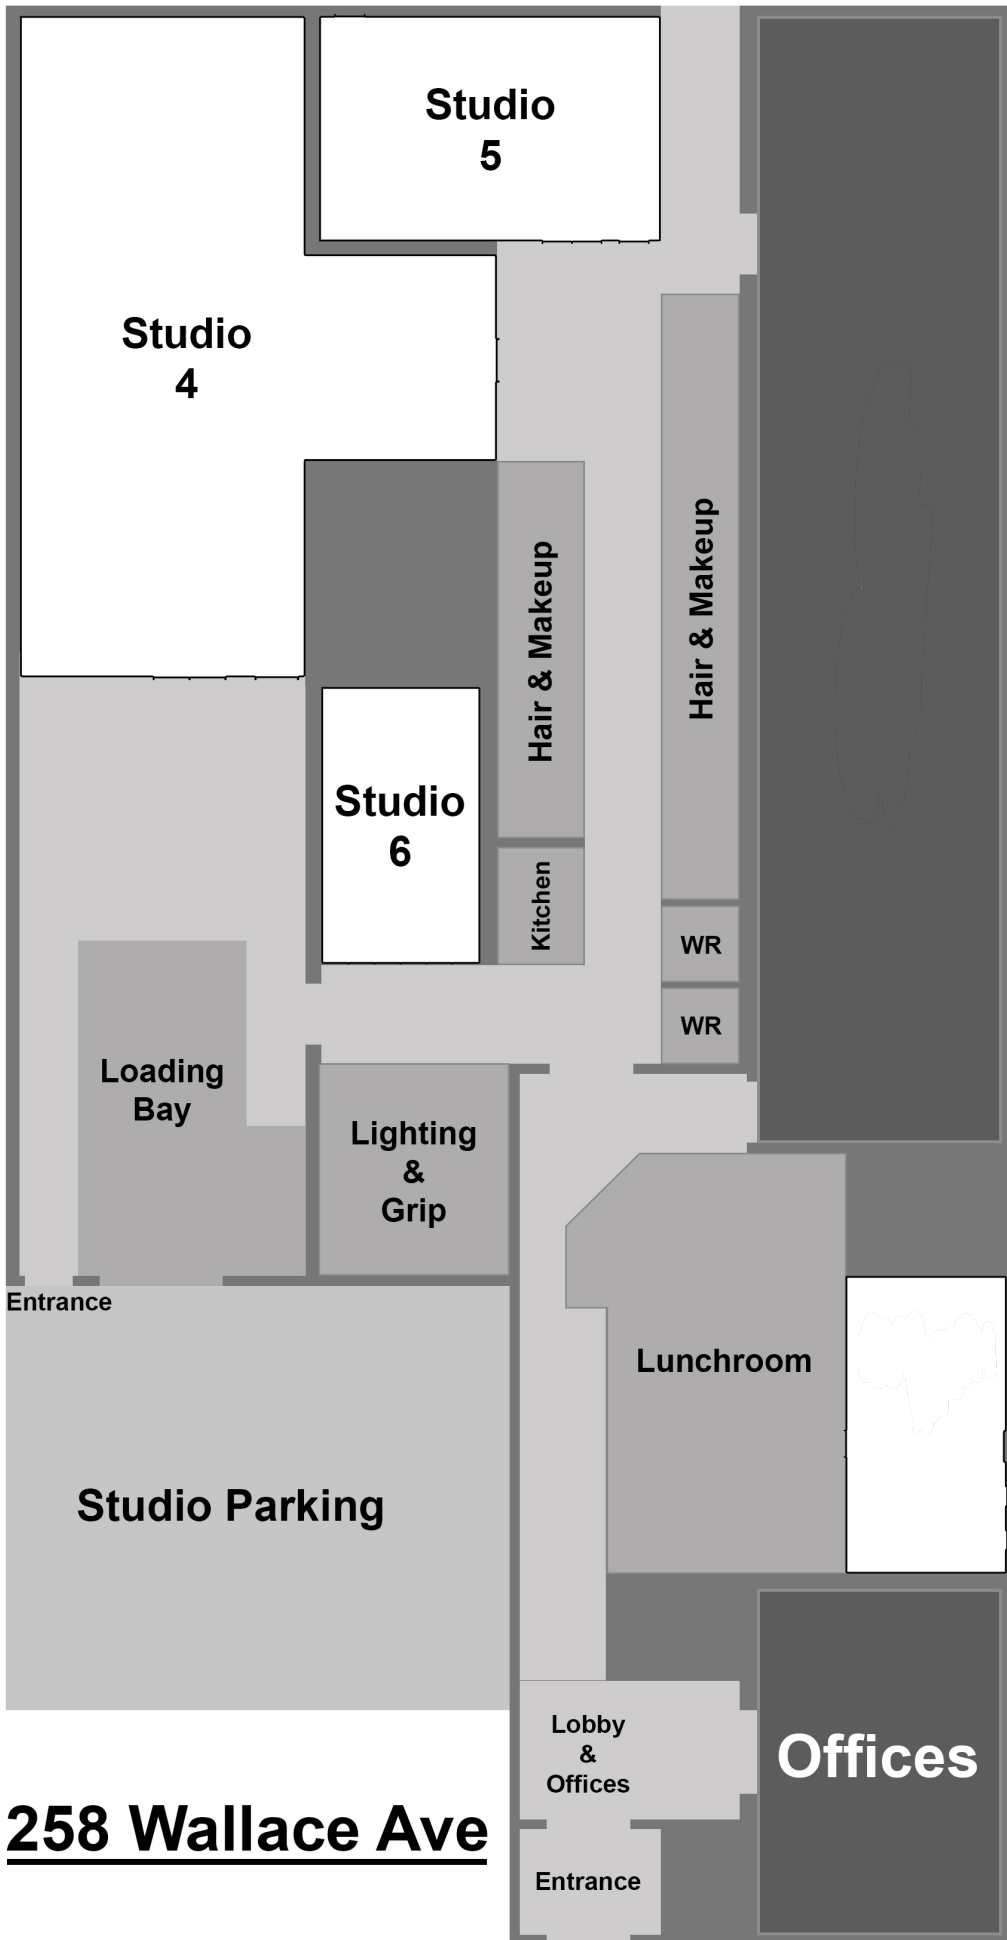 Studio
5
Studio
4
Hair & Makeup
Hair & Makeup
Studio
6
Kitchen
WR
WR
Loading
Bay
Lighting
&
Grip
Entrance
Lunchroom
Studio Parking
Lobby
&
Offices
Offices
258 Wallace Ave
Entrance